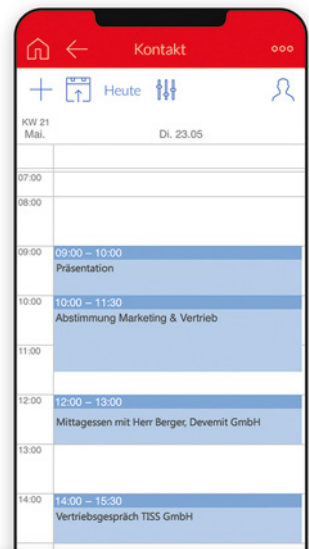 Kontakt
Heute
KW 21
Mai.
Di. 23.05
07:00
08:00
09:00
09:00 – 10:00
Präsentation
10:00
10:00 – 11:30
Abstimmung Marketing & Vertrieb
11:00
12:00
12:00 – 13:00
Mittagessen mit Herr Berger, Devemit GmbH
13:00
14:00
14:00 – 15:30
Vertriebsgespräch TISS GmbH